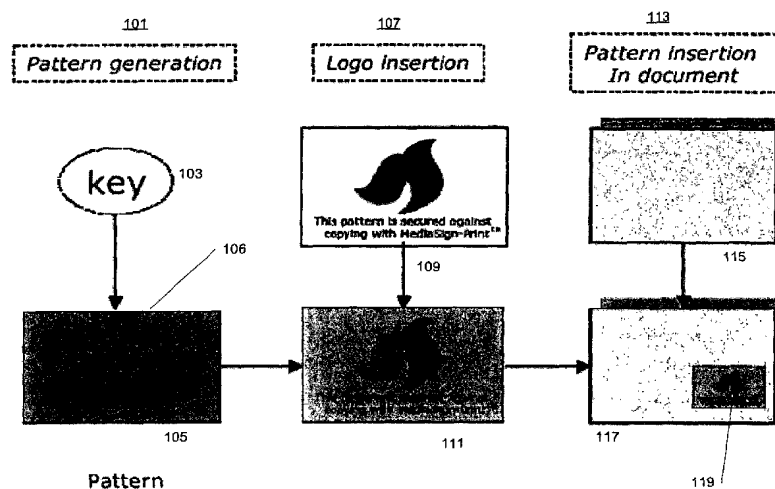 101
Pattern generation
107
Logo insertion
113
Pattern insertion
In document
key
103
This pattern is secured against
copying with MediaSign-Print™
106
109
115
105
111
117
119
Pattern